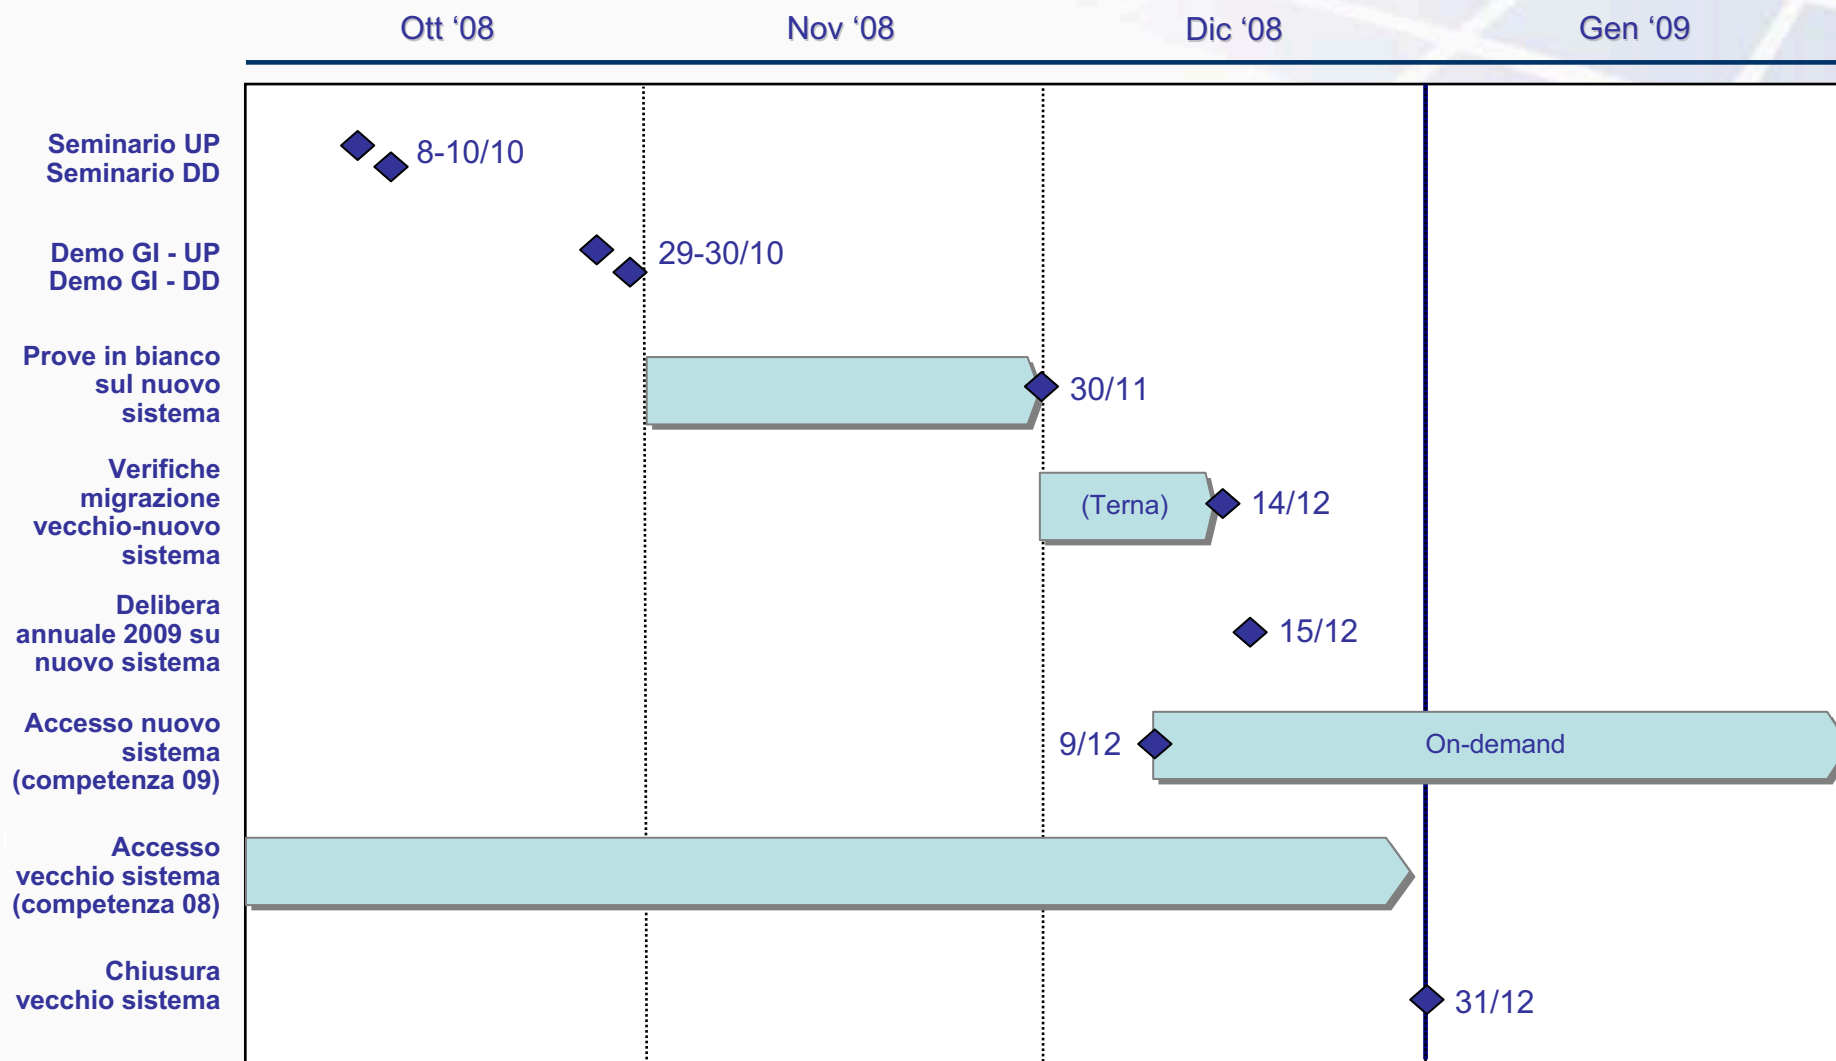 Ott ‘08
Nov ‘08
Dic ‘08
Gen ‘09
Seminario UP
Seminario DD
8-10/10
Demo GI - UP
Demo GI - DD
29-30/10
Prove in bianco
sul nuovo
sistema
30/11
Verifiche
migrazione
vecchio-nuovo
sistema
(Terna)
14/12
Delibera
annuale 2009 su
nuovo sistema
15/12
Accesso nuovo
sistema
(competenza 09)
9/12
On-demand
Accesso
vecchio sistema
(competenza 08)
Chiusura
vecchio sistema
31/12